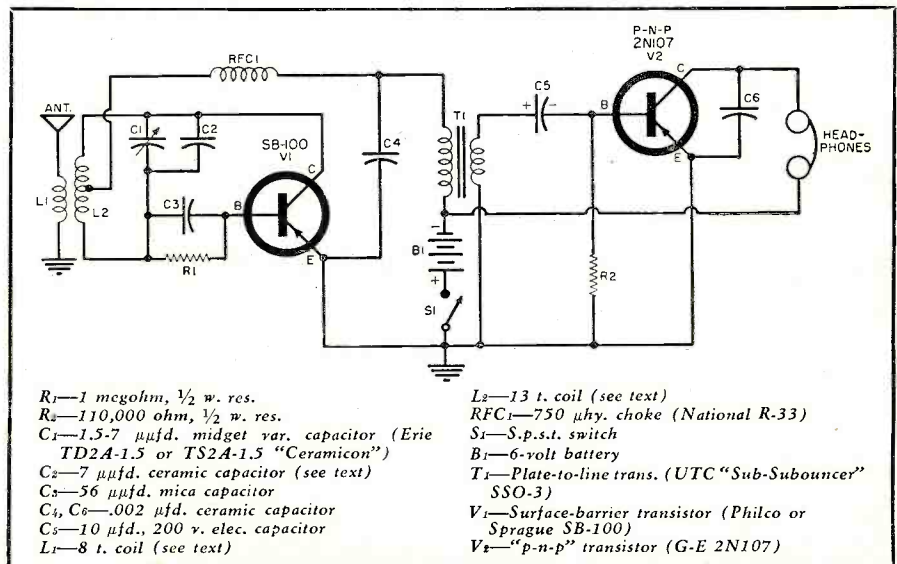 P-N-P
2N107
V2
RFC1
C
ANT.
C5
T1
+
-
B
C6
C1
C2
SB-100
V1
C4
HEAD-
PHONES
C
E
L1
L2
C3
B
-
B1
R1
E
+
R2
S1
R1—1 megohm, 1/2 w. res.
R2—110,000 ohm, 1/2 w. res.
C1—1.5-7 μμfd. midget var. capacitor (Erie
TD2A-1.5 or TS2A-1.5 "Ceramicon")
C2—7 μμfd. ceramic capacitor (see text)
C3—56 μμfd. mica capacitor
C4, C6—.002 μfd. ceramic capacitor
C5—10 μfd., 200 v. elec. capacitor
L1—8 t. coil (see text)
L2—13 t. coil (see text)
RFC1—750 μhy. choke (National R-33)
S1—S.p.s.t. switch
B1—6-volt battery
T1—Plate-to-line trans. (UTC "Sub-Subouncer"
SSO-3)
V1—Surface-barrier transistor (Philco or
Sprague SB-100)
V2—"p-n-p" transistor (G-E 2N107)